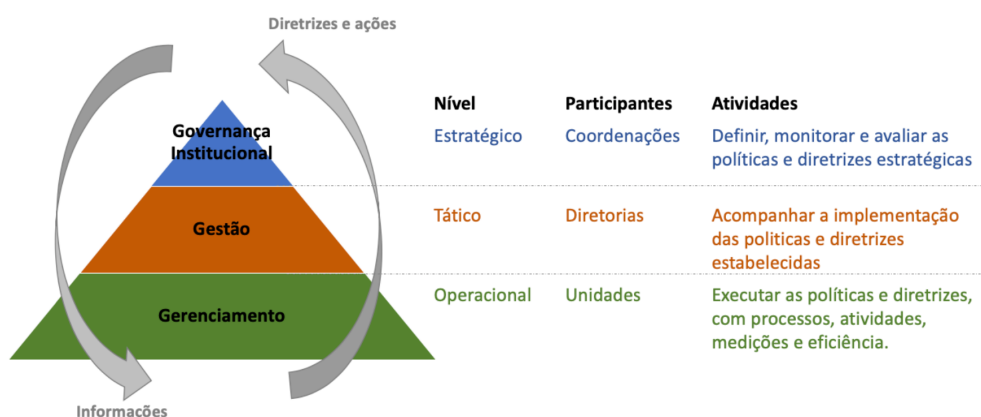 Diretrizes e ações
Nível Participantes Atividades
Governança
Institucional
Estratégico Coordenações Definir, monitorar e avaliar as
políticas e diretrizes estratégicas
Gestão
Tático Diretorias Acompanhar a implementação
das politicas e diretrizes
estabelecidas
Gerenciamento
Operacional Unidades Executar as políticas e diretrizes,
com processos, atividades,
medições e eficiência.
Informações